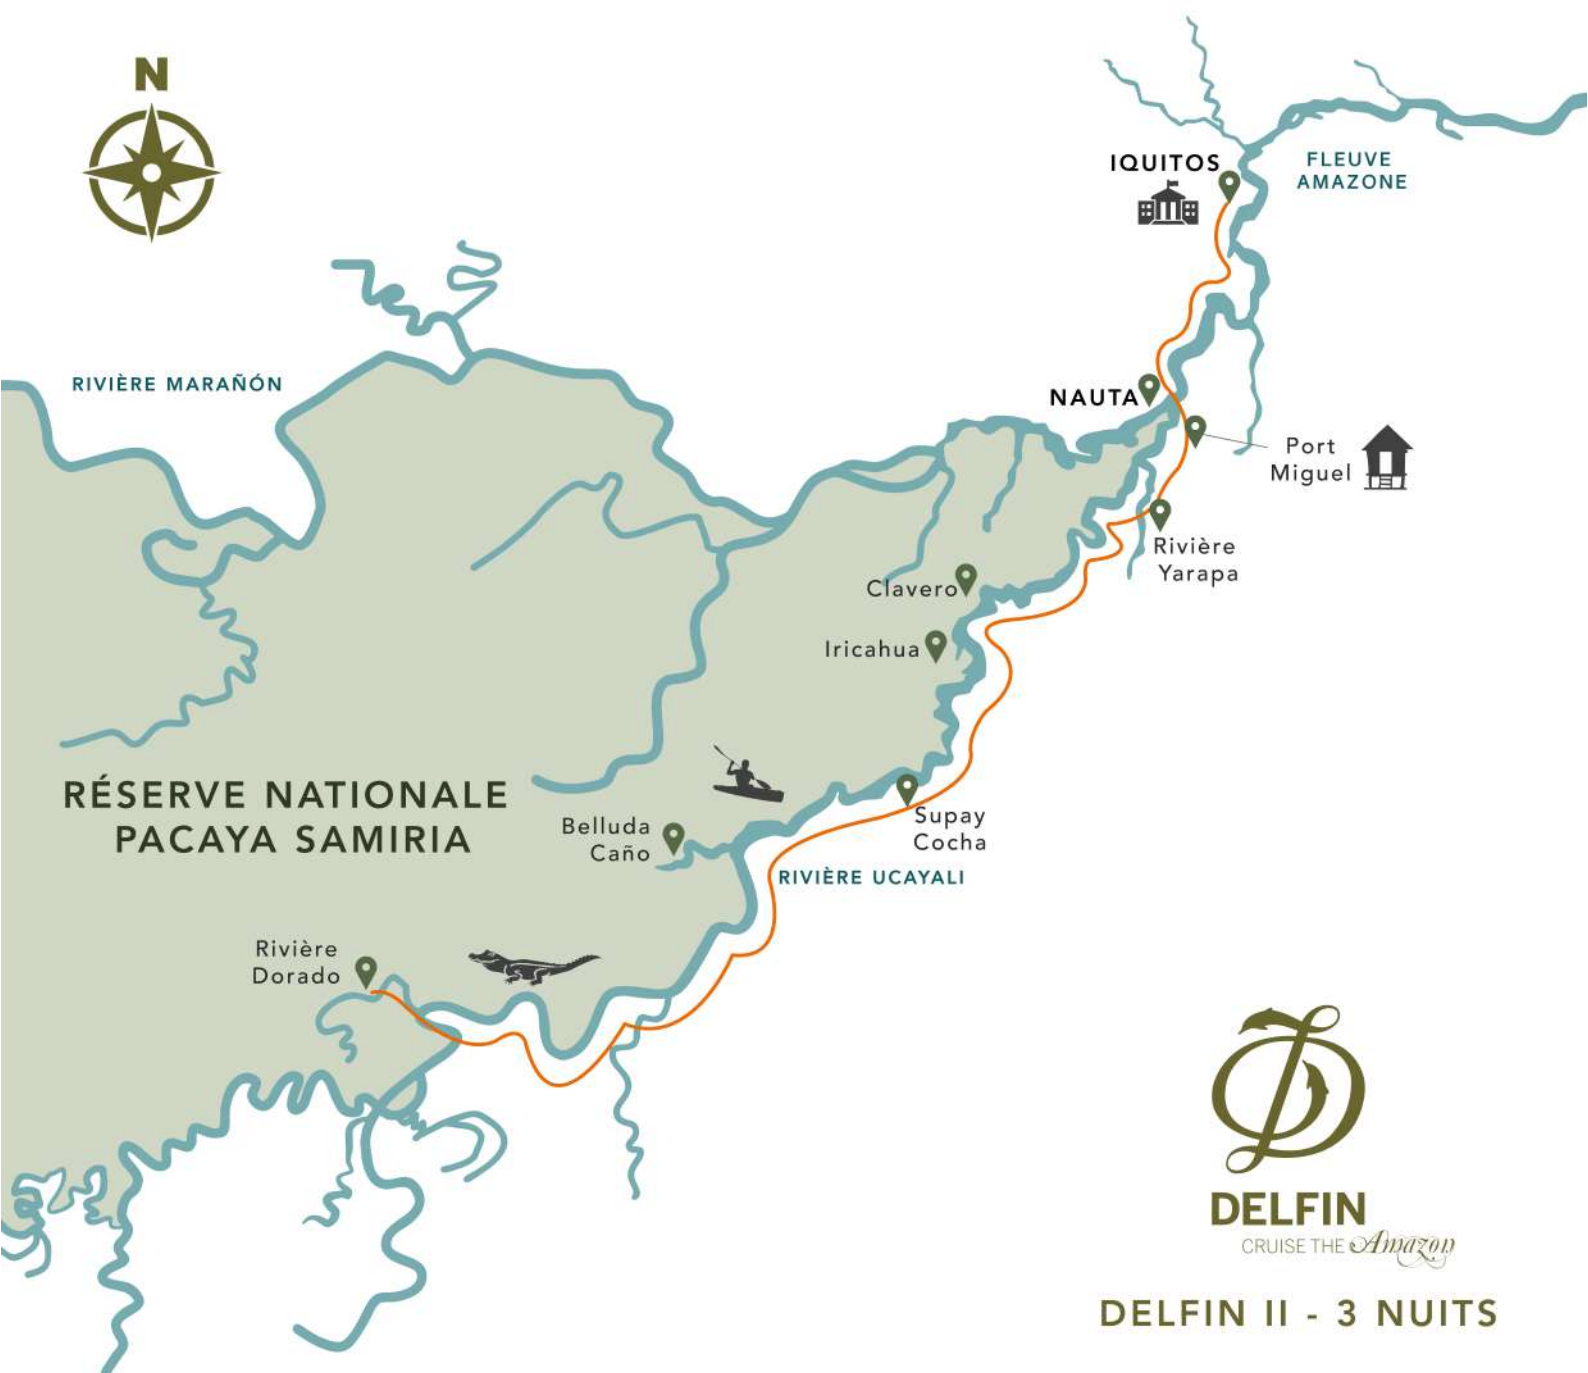 N
IQUITOS
FLEUVE
AMAZONE
RIVIÈRE MARAÑÓN
NAUTA
Port
Miguel
Rivière
Yarapa
Clavero
Iricahua
RÉSERVE NATIONALE
PACAYA SAMIRIA
Belluda
Caño
Supay
Cocha
RIVIÈRE UCAYALI
Rivière
Dorado
DELFIN
CRUISE THE Amazon
DELFIN II - 3 NUITS